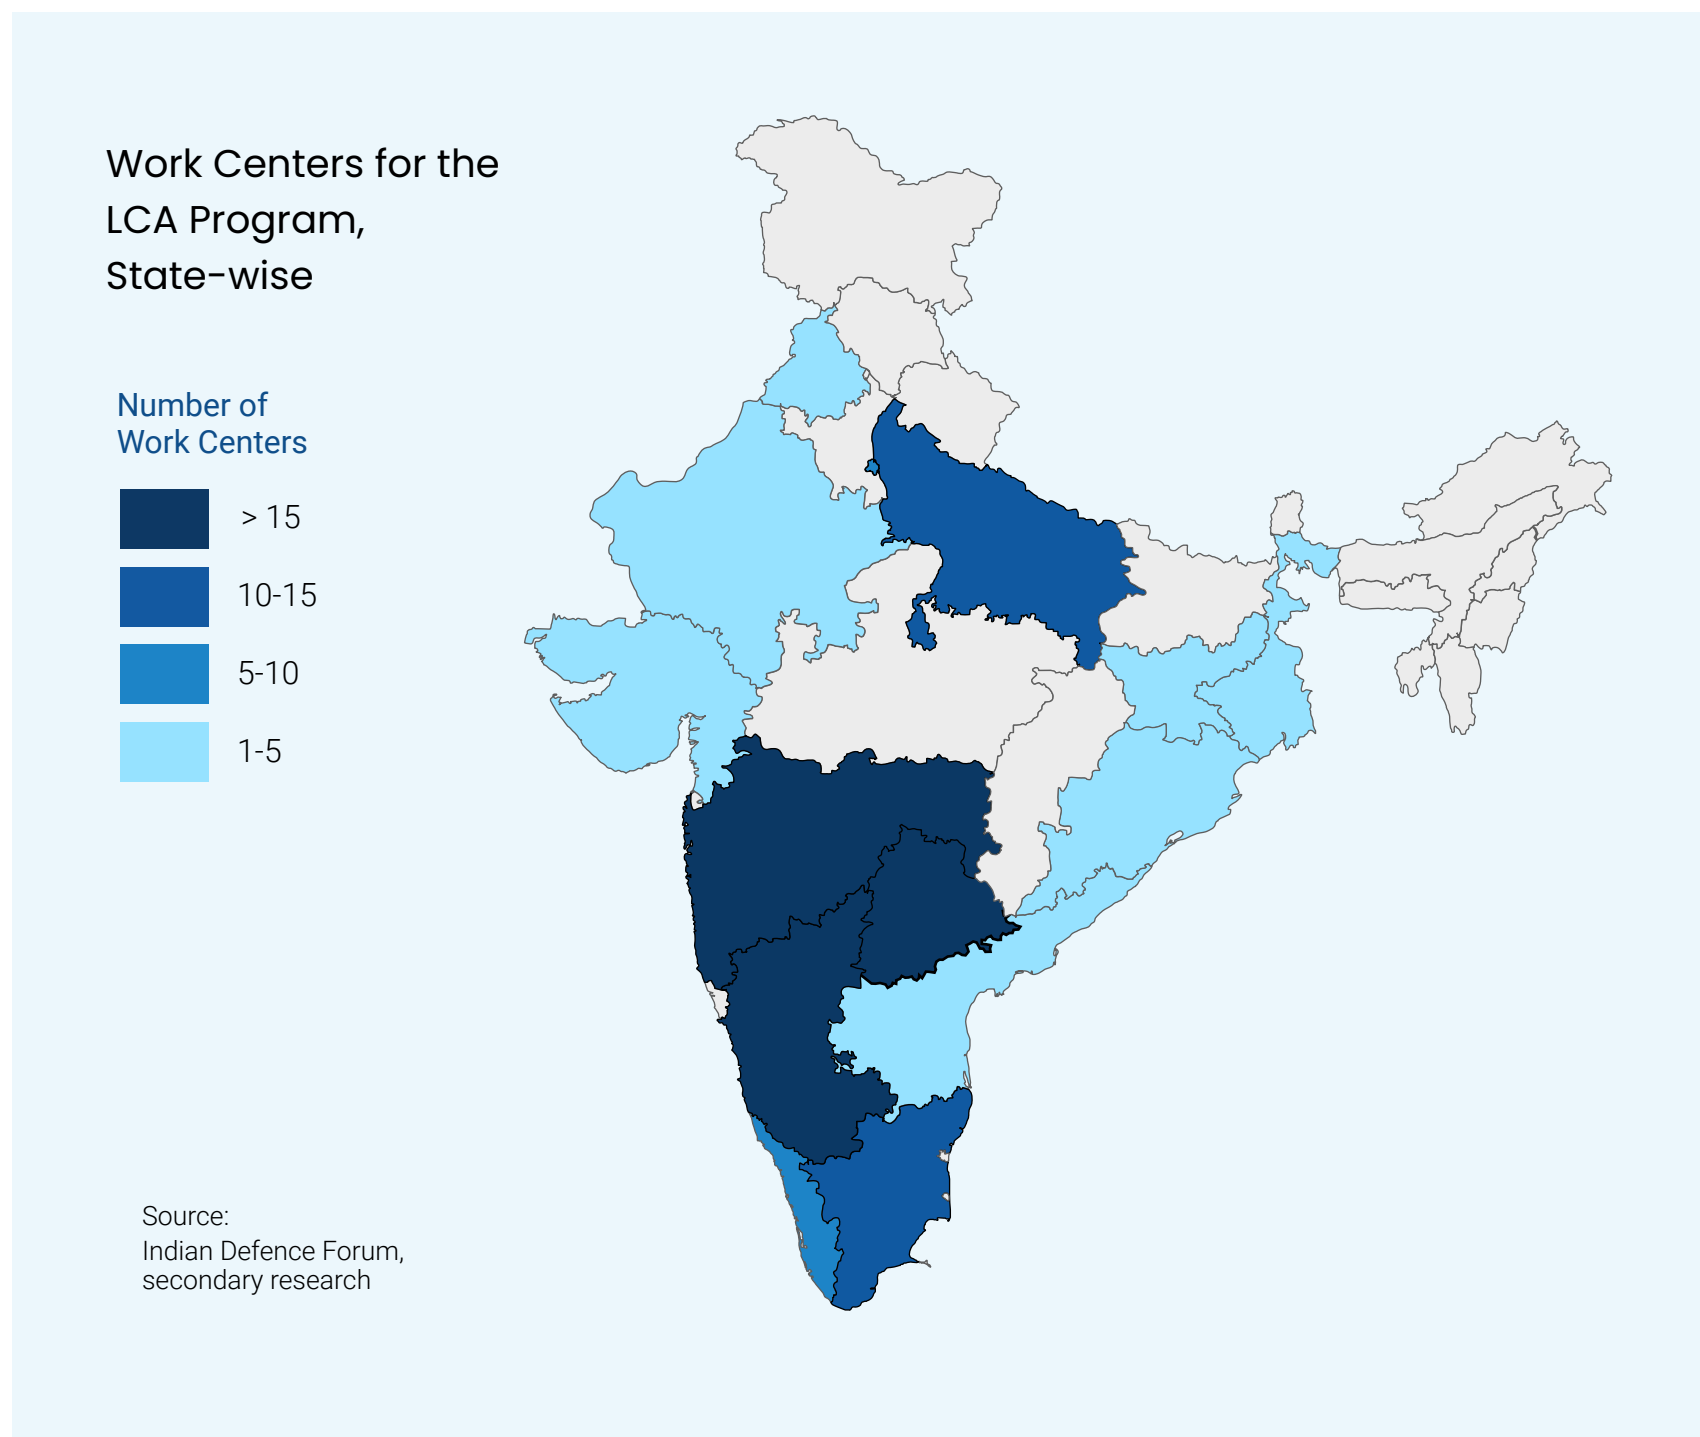 Work Centers for the
LCA Program,
State-wise
Number of
Work Centers
> 15
10-15
5-10
1-5
Source:
Indian Defence Forum,
secondary research